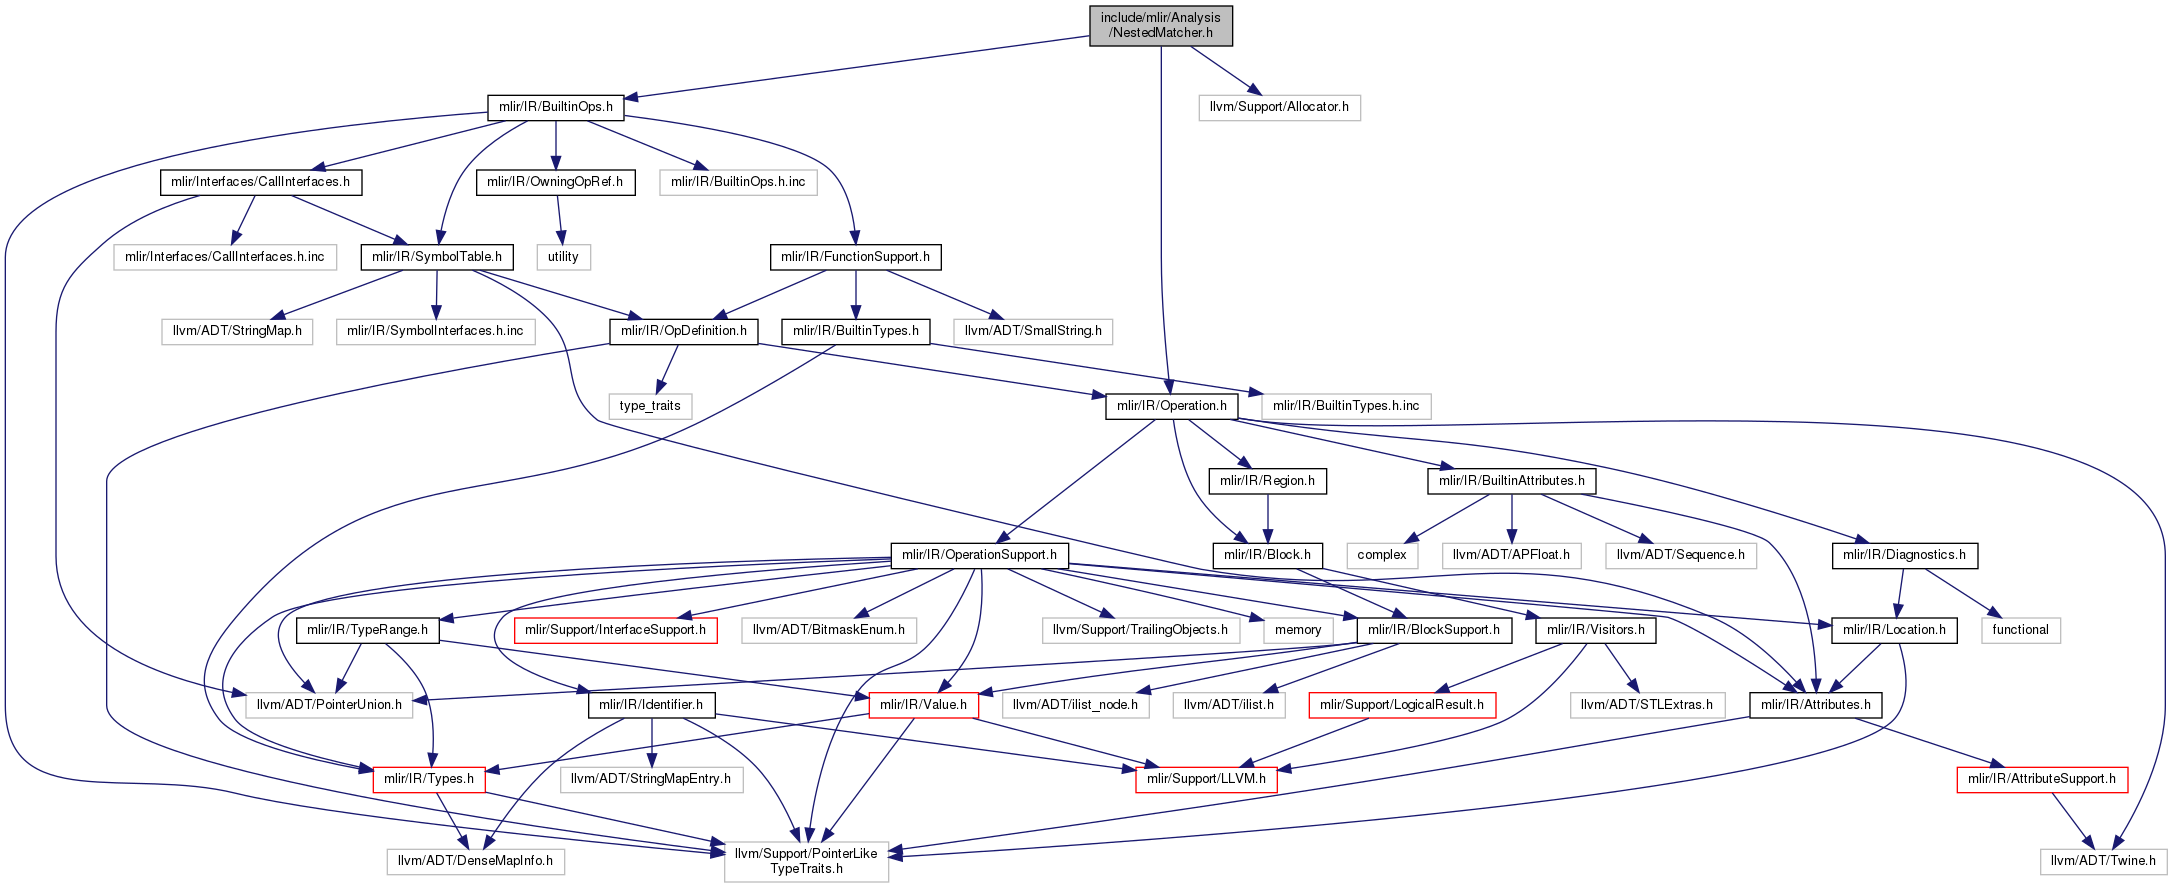 include/mlir/Analysis
/NestedMatcher.h
mlir/IR/BuiltinOps.h
llvm/Support/Allocator.h
mlir/Interfaces/CallInterfaces.h
mlir/IR/OwningOpRef.h
mlir/IR/BuiltinOps.h.inc
mlir/Interfaces/CallInterfaces.h.inc
mlir/IR/SymbolTable.h
utility
mlir/IR/FunctionSupport.h
llvm/ADT/StringMap.h
mlir/IR/SymbolInterfaces.h.inc
mlir/IR/OpDefinition.h
mlir/IR/BuiltinTypes.h
llvm/ADT/SmallString.h
type_traits
mlir/IR/Operation.h
mlir/IR/BuiltinTypes.h.inc
mlir/IR/Region.h
mlir/IR/BuiltinAttributes.h
mlir/IR/OperationSupport.h
mlir/IR/Block.h
complex
llvm/ADT/APFloat.h
llvm/ADT/Sequence.h
mlir/IR/Diagnostics.h
mlir/IR/TypeRange.h
mlir/Support/InterfaceSupport.h
llvm/ADT/BitmaskEnum.h
llvm/Support/TrailingObjects.h
memory
mlir/IR/BlockSupport.h
mlir/IR/Visitors.h
mlir/IR/Location.h
functional
llvm/ADT/PointerUnion.h
mlir/IR/Identifier.h
mlir/IR/Value.h
llvm/ADT/ilist_node.h
llvm/ADT/ilist.h
mlir/Support/LogicalResult.h
llvm/ADT/STLExtras.h
mlir/IR/Attributes.h
mlir/IR/Types.h
llvm/ADT/StringMapEntry.h
mlir/Support/LLVM.h
mlir/IR/AttributeSupport.h
llvm/ADT/DenseMapInfo.h
llvm/Support/PointerLike
TypeTraits.h
llvm/ADT/Twine.h